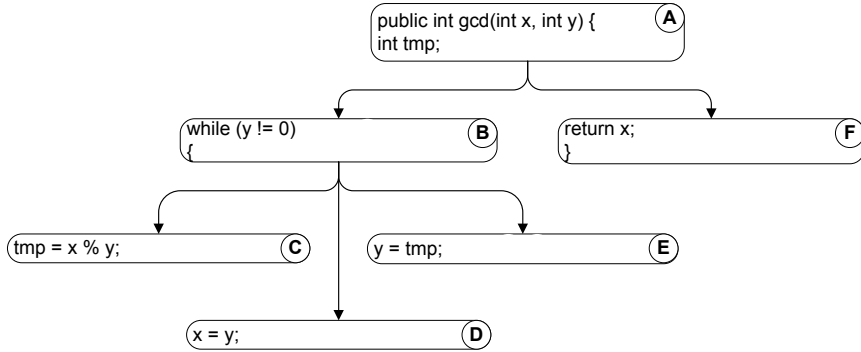 public int gcd(int x, int y) {
int tmp;
A
while (y != 0)
{
B
return x;
}
F
tmp = x % y;
C
y = tmp;
E
x = y;
D